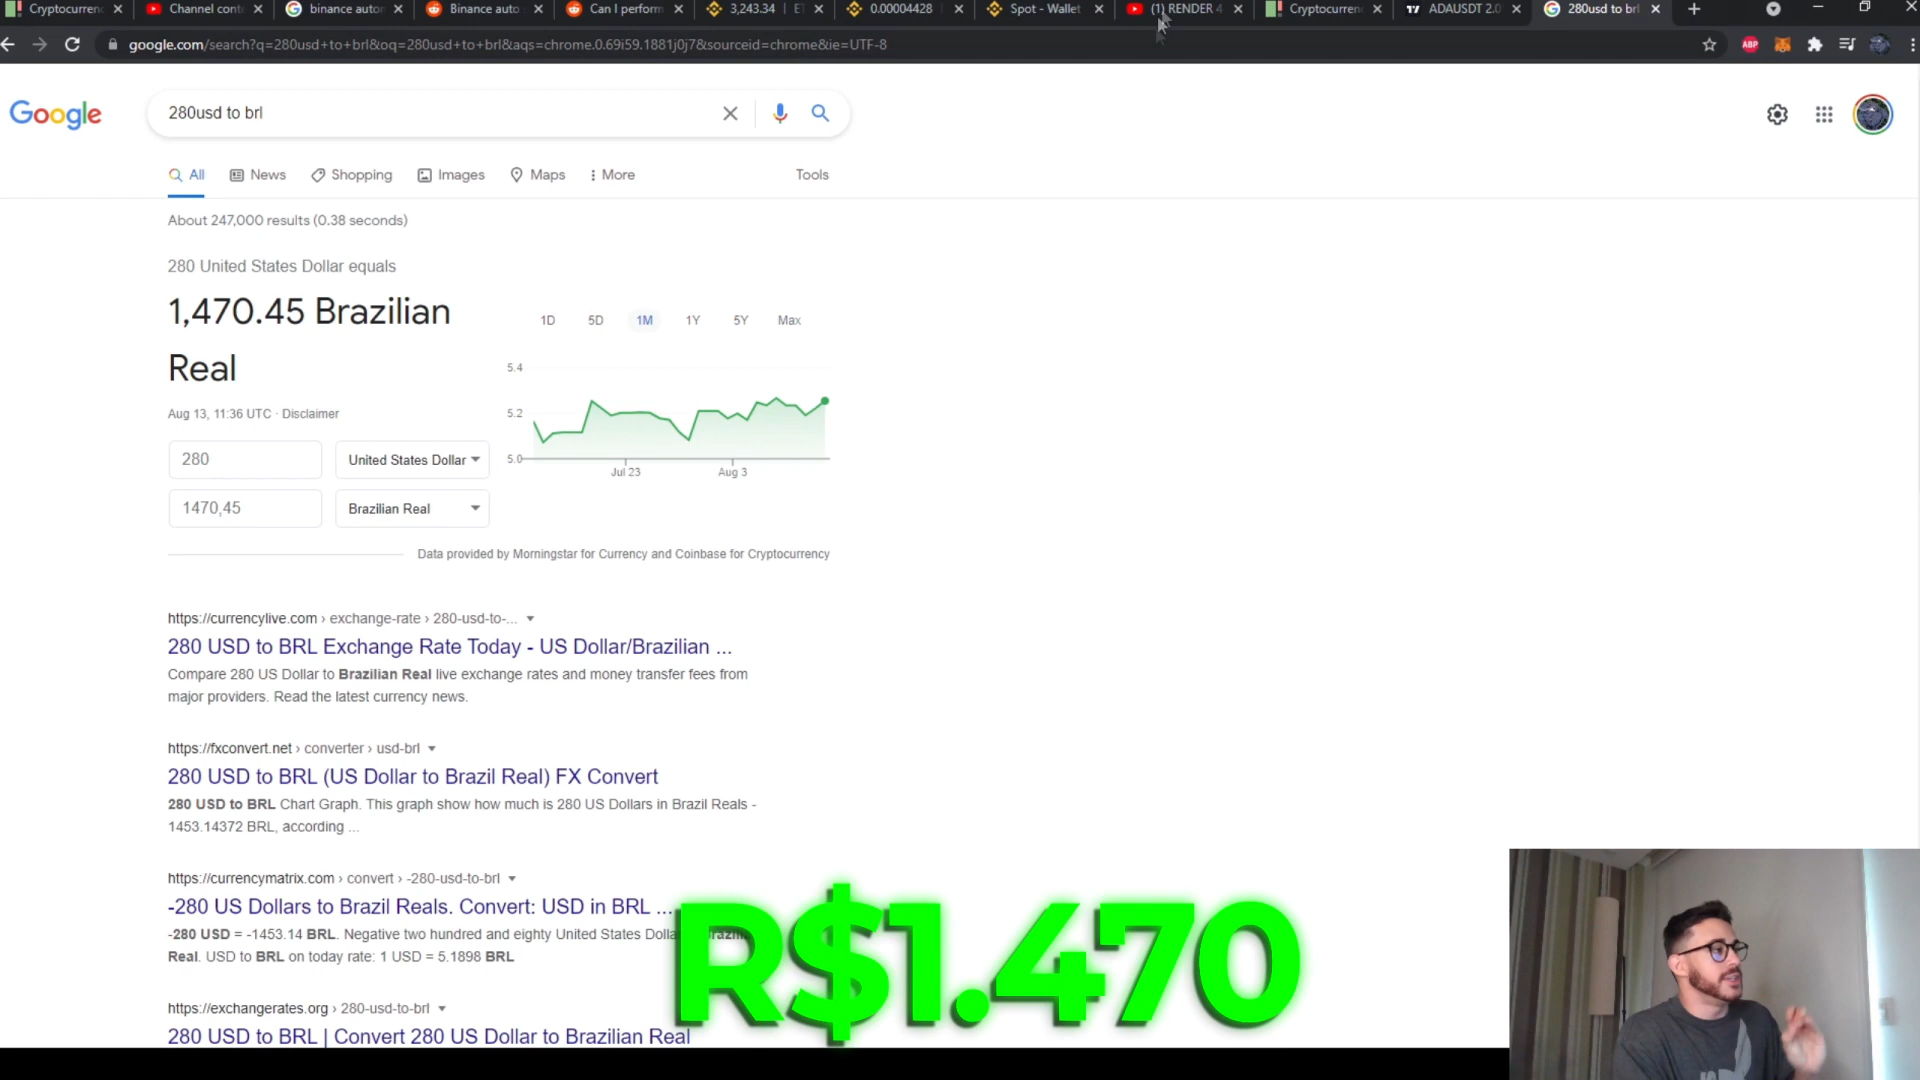 Cryptocurrenc
Channel cont
binance auton
Binance auto
Can I perform
3,243.34 | ET
0.00004428 |
Spot - Wallet
(1) RENDER 4
Cryptocurrenc
ADAUSDT 2.0
280usd to brl
google.com/search?q=280usd+to+brl&oq=280usd+to+brl&aqs=chrome.0.69i59.1881j0j7&sourceid=chrome&ie=UTF-8
ABP
Google
280usd to brl
All
News
Shopping
Images
Maps
More
Tools
About 247,000 results (0.38 seconds)
280 United States Dollar equals
1,470.45 Brazilian
Real
Aug 13, 11:36 UTC · Disclaimer
280
United States Dollar
1470,45
Brazilian Real
1D 5D 1M 1Y 5Y Max
5.4
5.2
5.0
Jul 23 Aug 3
Data provided by Morningstar for Currency and Coinbase for Cryptocurrency
https://currencylive.com › exchange-rate › 280-usd-to-...
280 USD to BRL Exchange Rate Today - US Dollar/Brazilian ...
Compare 280 US Dollar to Brazilian Real live exchange rates and money transfer fees from
major providers. Read the latest currency news.
https://fxconvert.net › converter › usd-brl
280 USD to BRL (US Dollar to Brazil Real) FX Convert
280 USD to BRL Chart Graph. This graph show how much is 280 US Dollars in Brazil Reals -
1453.14372 BRL, according ...
https://currencymatrix.com › convert › -280-usd-to-brl
-280 US Dollars to Brazil Reals. Convert: USD in BRL ...
-280 USD = -1453.14 BRL. Negative two hundred and eighty United States Dolla
Real. USD to BRL on today rate: 1 USD = 5.1898 BRL
https://exchangerates.org › 280-usd-to-brl
280 USD to BRL | Convert 280 US Dollar to Brazilian Real
R$1.470